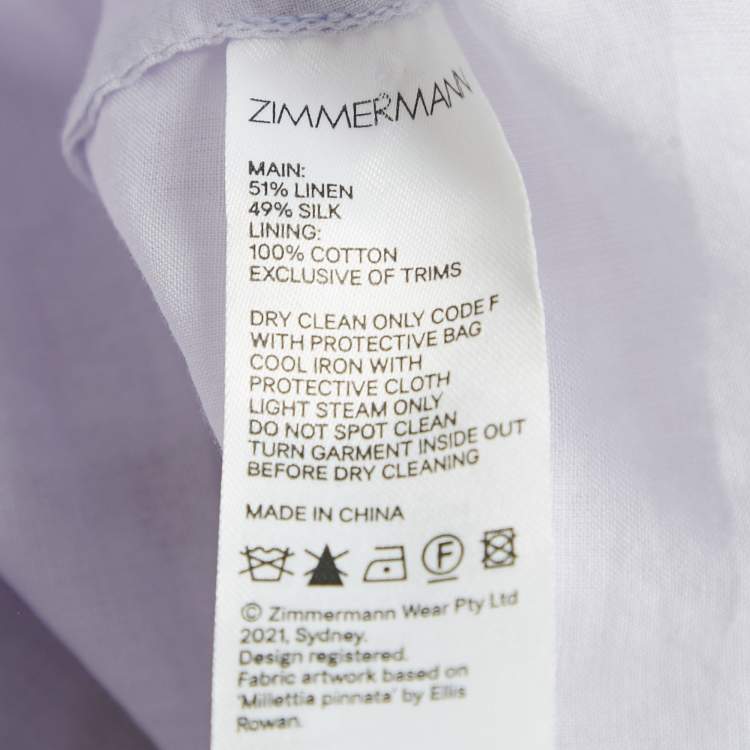 ZIMMERMANN
MAIN:
51% LINEN
49% SILK
LINING:
100% COTTON
EXCLUSIVE OF TRIMS
DRY CLEAN ONLY CODE F
WITH PROTECTIVE BAG
COOL IRON WITH
PROTECTIVE CLOTH
LIGHT STEAM ONLY
DO NOT SPOT CLEAN
TURN GARMENT INSIDE OUT
BEFORE DRY CLEANING
MADE IN CHINA
F
© Zimmermann Wear Pty Ltd
2021, Sydney.
Design registered.
Fabric artwork based on
'Millettia pinnata' by Ellis
Rowan.